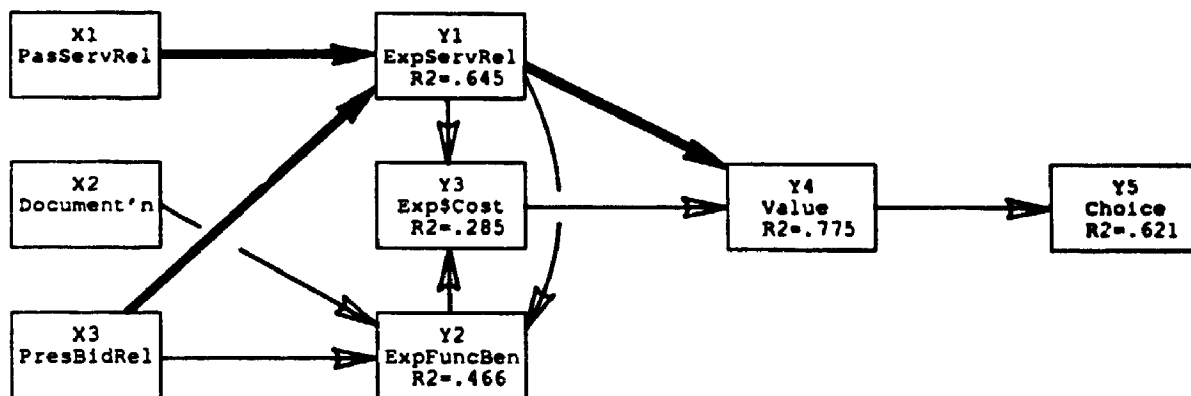 X1
PasServRel
Y1
ExpServRel
R2=.645
X2
Document'n
Y3
Exp$Cost
R2=.285
Y4
Value
R2=.775
Y5
Choice
R2=.621
X3
PresBidRel
Y2
ExpFuncBen
R2=.466